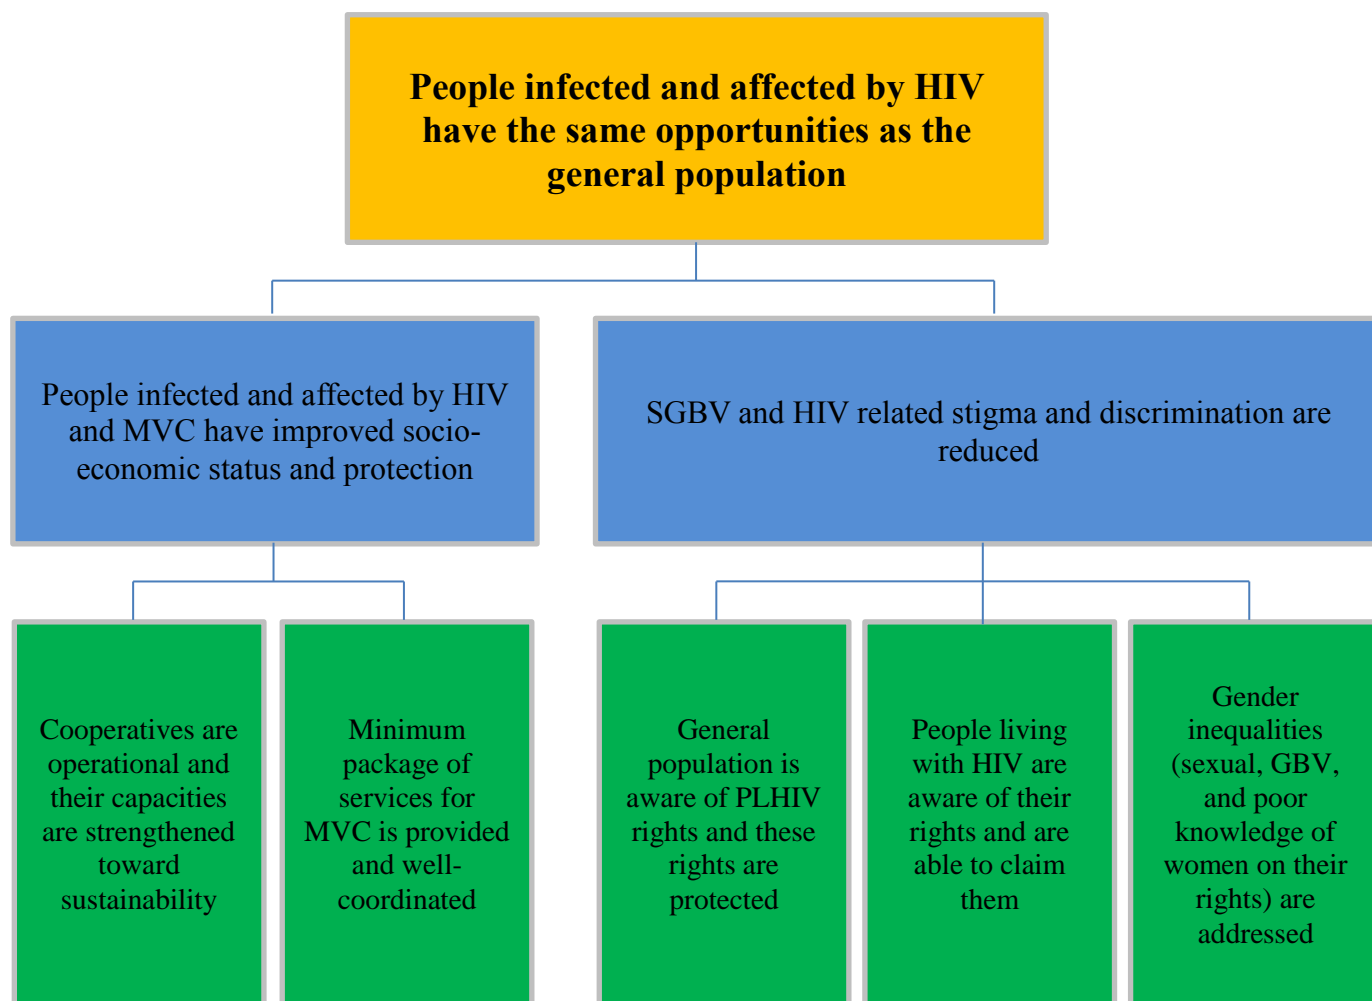 People infected and affected by HIV
have the same opportunities as the
general population
People infected and affected by HIV
and MVC have improved socio-
economic status and protection
SGBV and HIV related stigma and discrimination are
reduced
Cooperatives are
operational and
their capacities
are strengthened
toward
sustainability
Minimum
package of
services for
MVC is provided
and well-
coordinated
General
population is
aware of PLHIV
rights and these
rights are
protected
People living
with HIV are
aware of their
rights and are
able to claim
them
Gender
inequalities
(sexual, GBV,
and poor
knowledge of
women on their
rights) are
addressed